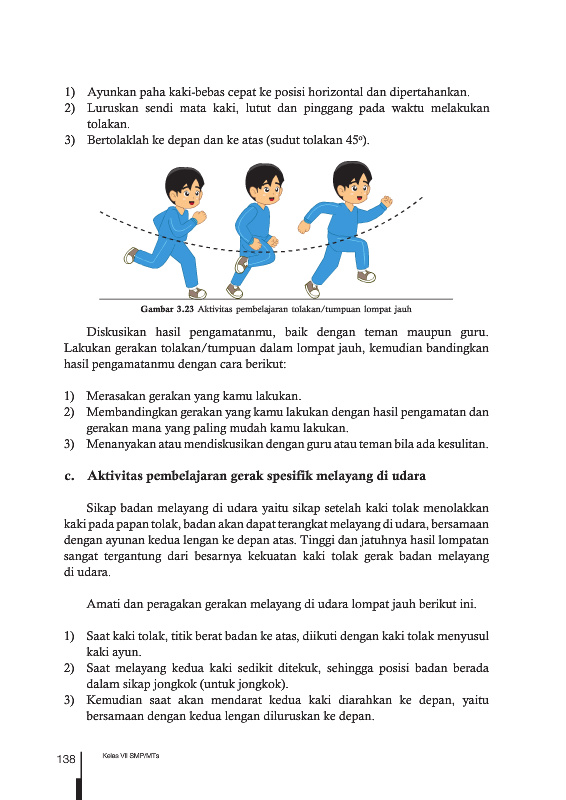 1) Ayunkan paha kaki-bebas cepat ke posisi horizontal dan dipertahankan.
2) Luruskan sendi mata kaki, lutut dan pinggang pada waktu melakukan
tolakan.
3) Bertolaklah ke depan dan ke atas (sudut tolakan 45°).
Gambar 3.23 Aktivitas pembelajaran tolakan/tumpuan lompat jauh
Diskusikan hasil pengamatanmu, baik dengan teman maupun guru.
Lakukan gerakan tolakan/tumpuan dalam lompat jauh, kemudian bandingkan
hasil pengamatanmu dengan cara berikut:
1) Merasakan gerakan yang kamu lakukan.
2) Membandingkan gerakan yang kamu lakukan dengan hasil pengamatan dan
gerakan mana yang paling mudah kamu lakukan.
3) Menanyakan atau mendiskusikan dengan guru atau teman bila ada kesulitan.
c. Aktivitas pembelajaran gerak spesifik melayang di udara
Sikap badan melayang di udara yaitu sikap setelah kaki tolak menolakkan
kaki pada papan tolak, badan akan dapat terangkat melayang di udara, bersamaan
dengan ayunan kedua lengan ke depan atas. Tinggi dan jatuhnya hasil lompatan
sangat tergantung dari besarnya kekuatan kaki tolak gerak badan melayang
di udara.
Amati dan peragakan gerakan melayang di udara lompat jauh berikut ini.
1) Saat kaki tolak, titik berat badan ke atas, diikuti dengan kaki tolak menyusul
kaki ayun.
2) Saat melayang kedua kaki sedikit ditekuk, sehingga posisi badan berada
dalam sikap jongkok (untuk jongkok).
3) Kemudian saat akan mendarat kedua kaki diarahkan ke depan, yaitu
bersamaan dengan kedua lengan diluruskan ke depan.
138
Kelas VII SMP/MTs